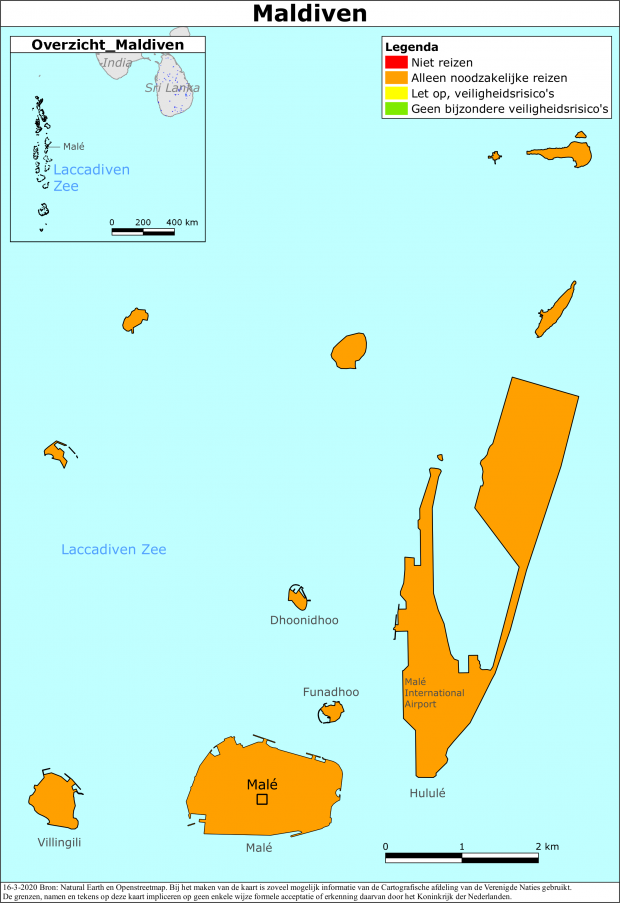 Maldiven
Overzicht_Maldiven
India
Sri Lanka
Malé
Laccadiven
Zee
0 200 400 km
Legenda
Niet reizen
Alleen noodzakelijke reizen
Let op, veiligheidsrisico's
Geen bijzondere veiligheidsrisico's
Laccadiven Zee
Dhoonidhoo
Funadhoo
Malé
International
Airport
Malé
Hululé
Villingili
Malé
0 1 2 km
16-3-2020 Bron: Natural Earth en Openstreetmap. Bij het maken van de kaart is zoveel mogelijk informatie van de Cartografische afdeling van de Verenigde Naties gebruikt.
De grenzen, namen en tekens op deze kaart impliceren op geen enkele wijze formele acceptatie of erkenning daarvan door het Koninkrijk der Nederlanden.